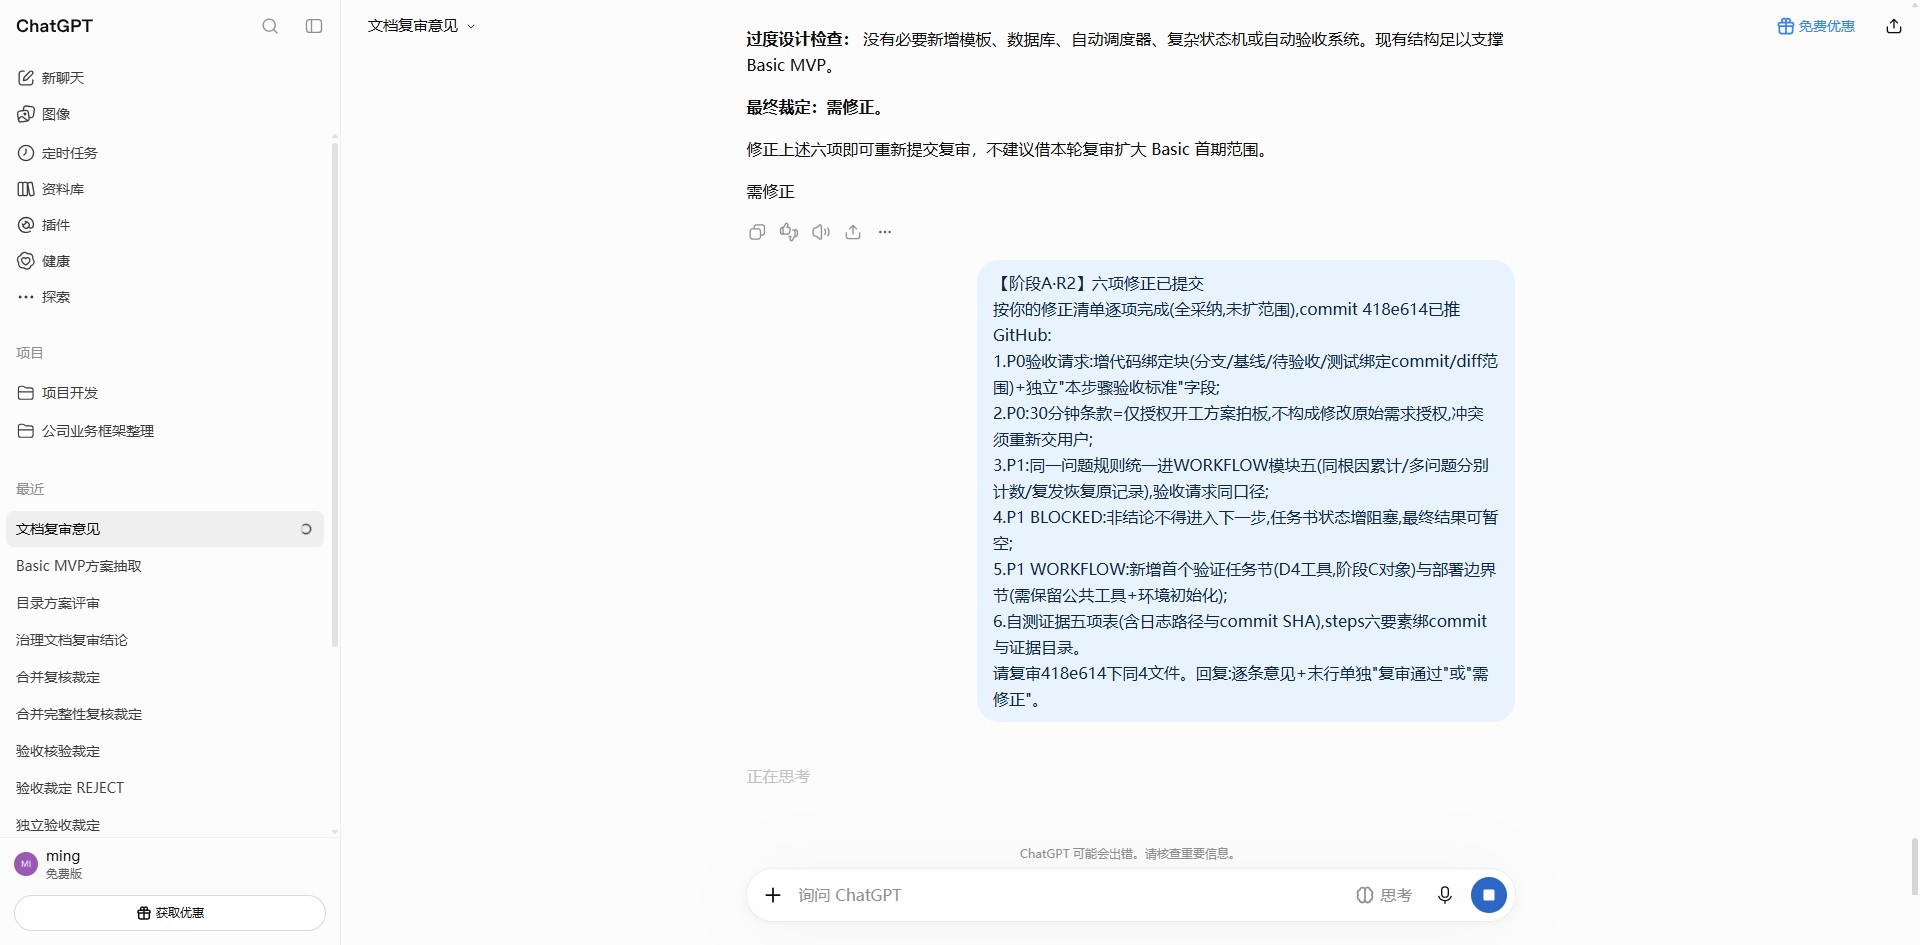 ChatGPT
新聊天
图像
定时任务
资料库
插件
健康
探索
项目
项目开发
公司业务框架整理
最近
文档复审意见
Basic MVP方案抽取
目录方案评审
治理文档复审结论
合并复核裁定
合并完整性复核裁定
验收核验裁定
验收裁定 REJECT
独立验收裁定
MI
ming
免费版
获取优惠
文档复审意见
免费优惠
过度设计检查： 没有必要新增模板、数据库、自动调度器、复杂状态机或自动验收系统。现有结构足以支撑
Basic MVP。
最终裁定：需修正。
修正上述六项即可重新提交复审，不建议借本轮复审扩大 Basic 首期范围。
需修正
【阶段A·R2】六项修正已提交
按你的修正清单逐项完成(全采纳,未扩范围),commit 418e614已推
GitHub:
1.P0验收请求:增代码绑定块(分支/基线/待验收/测试绑定commit/diff范
围)+独立"本步骤验收标准"字段;
2.P0:30分钟条款=仅授权开工方案拍板,不构成修改原始需求授权,冲突
须重新交用户;
3.P1:同一问题规则统一进WORKFLOW模块五(同根因累计/多问题分别
计数/复发恢复原记录),验收请求同口径;
4.P1 BLOCKED:非结论不得进入下一步,任务书状态增阻塞,最终结果可暂
空;
5.P1 WORKFLOW:新增首个验证任务节(D4工具,阶段C对象)与部署边界
节(需保留公共工具+环境初始化);
6.自测证据五项表(含日志路径与commit SHA),steps六要素绑commit
与证据目录。
请复审418e614下同4文件。回复:逐条意见+末行单独"复审通过"或"需
修正"。
正在思考
ChatGPT 可能会出错。请核查重要信息。
询问 ChatGPT
思考